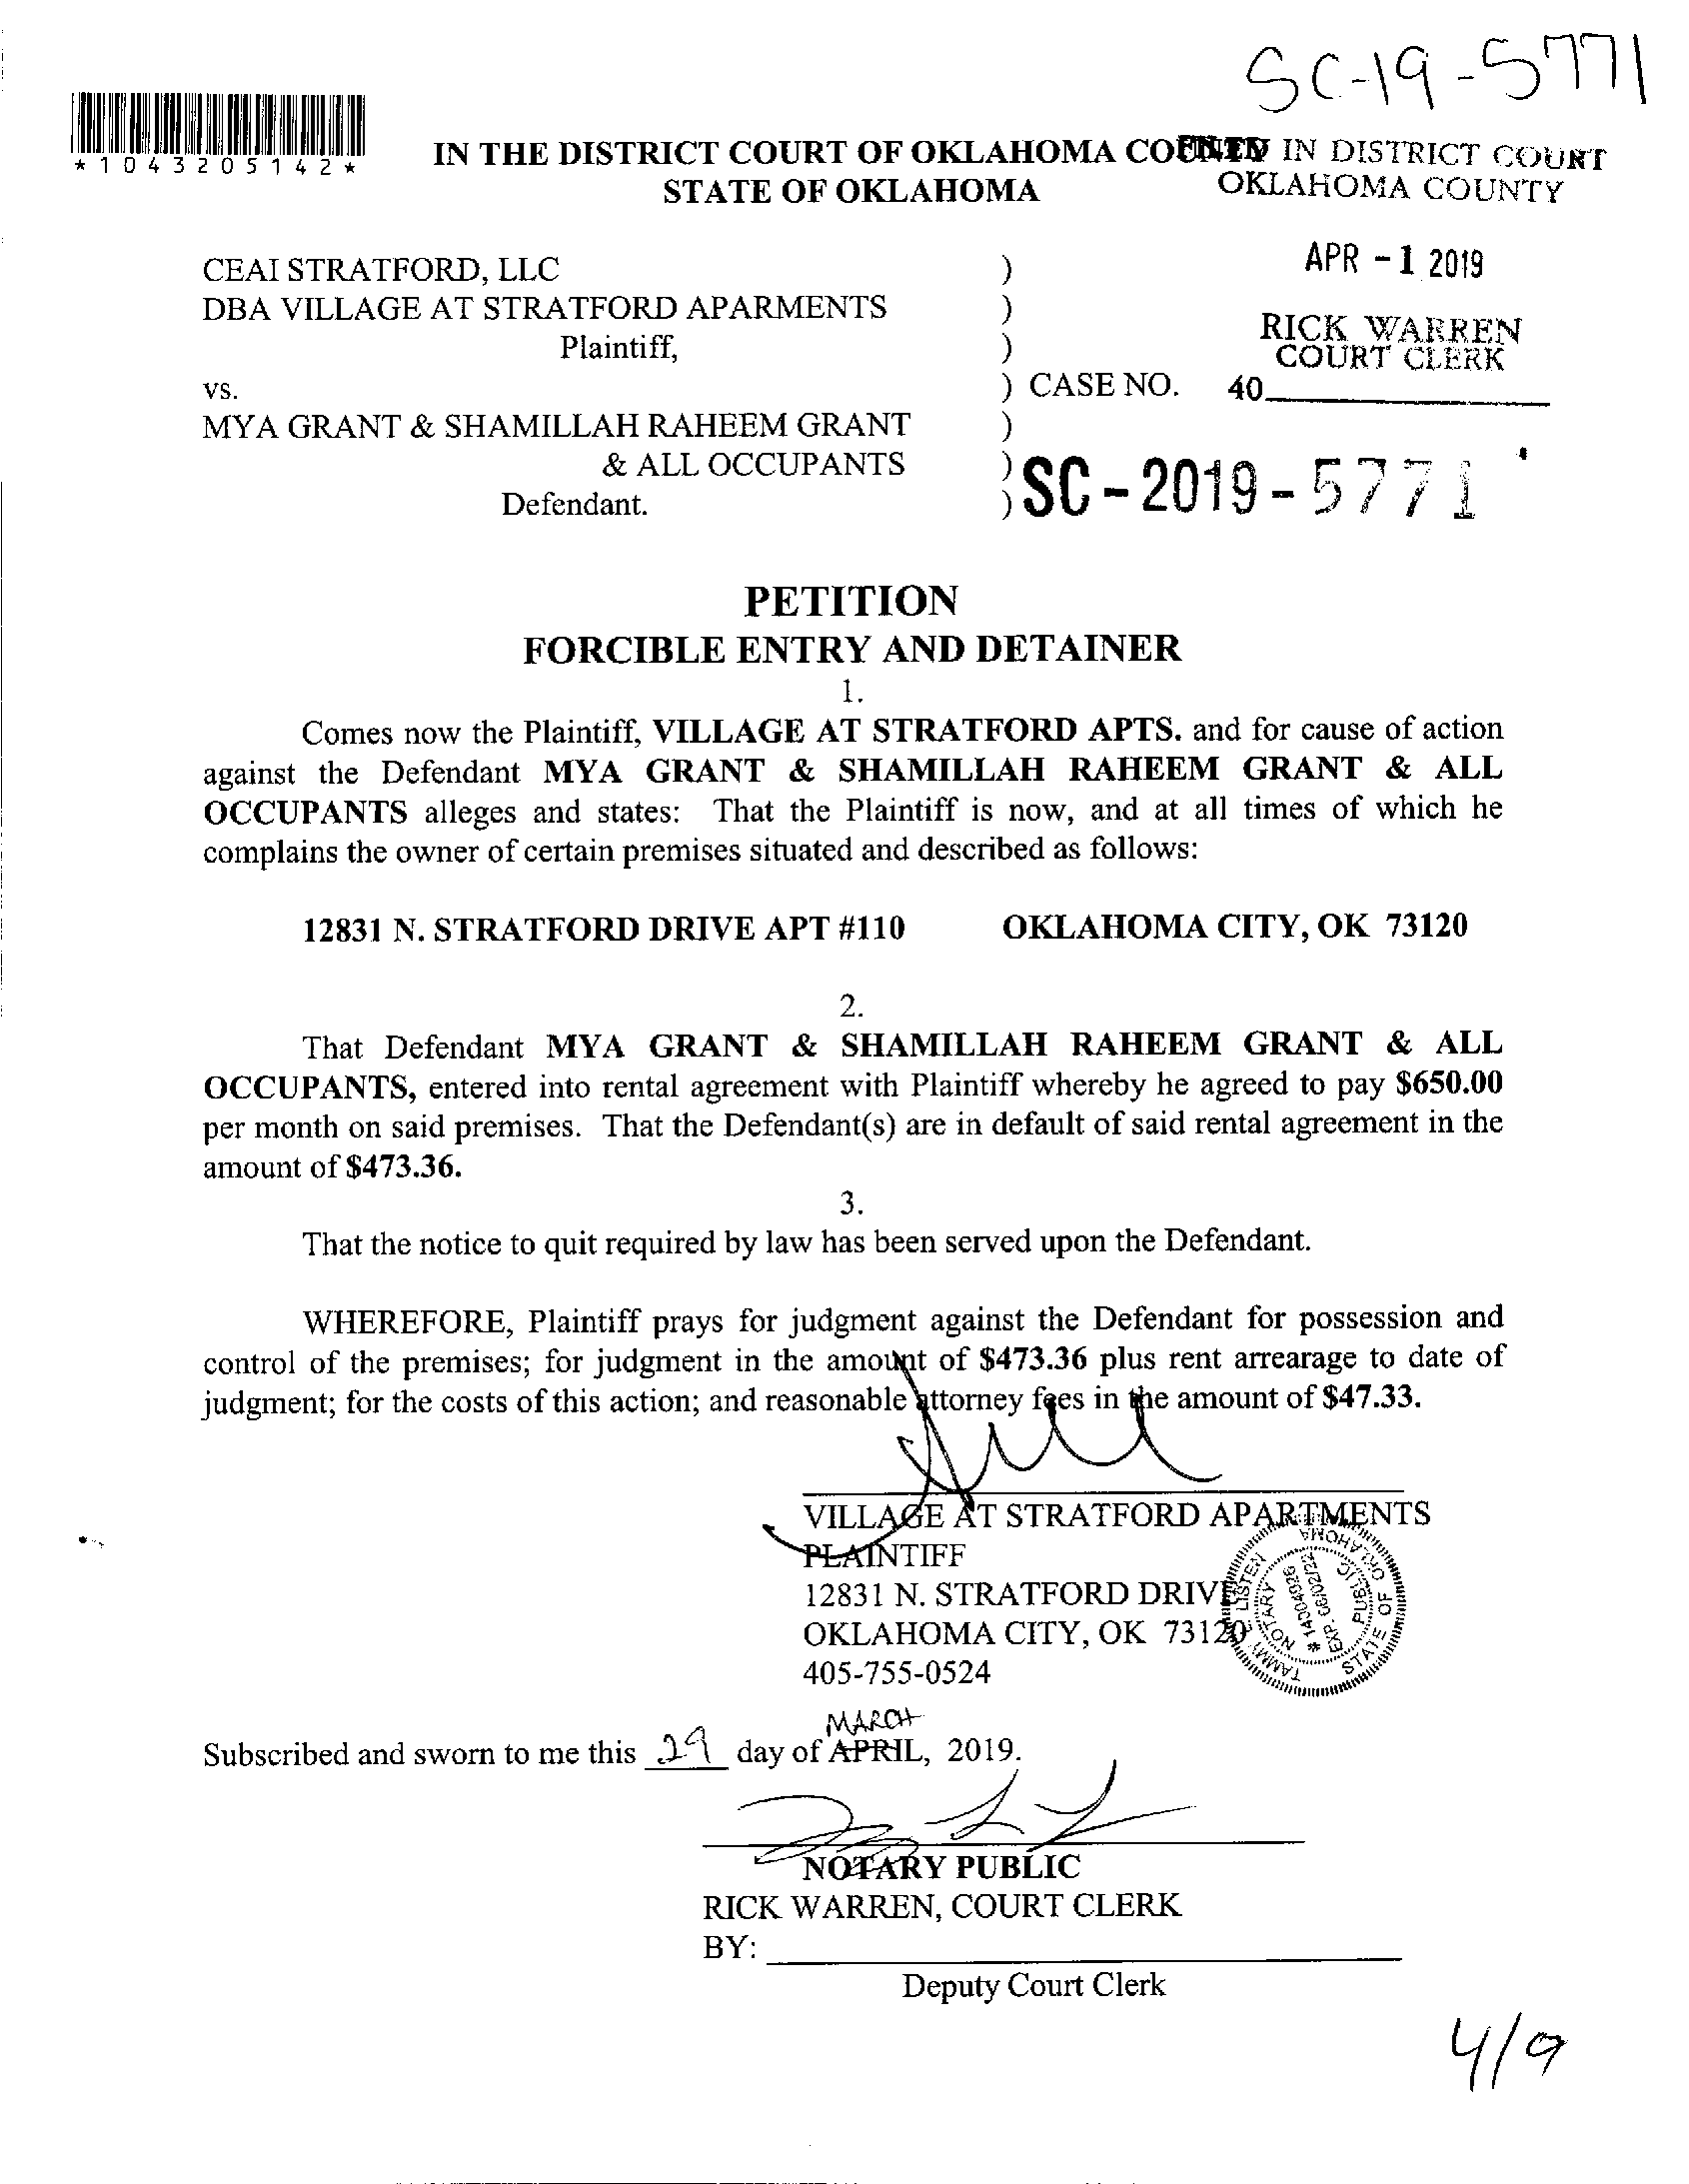 SC-19-5771
*1043205142*
IN THE DISTRICT COURT OF OKLAHOMA COUNTY
STATE OF OKLAHOMA
FILED IN DISTRICT COURT
OKLAHOMA COUNTY
APR - 1 2019
RICK WARREN
COURT CLERK
40
CEAI STRATFORD, LLC )
DBA VILLAGE AT STRATFORD APARMENTS )
Plaintiff, )
vs. ) CASE NO.
MYA GRANT & SHAMILLAH RAHEEM GRANT )
& ALL OCCUPANTS )
Defendant. )
SC - 2019 - 5771
PETITION
FORCIBLE ENTRY AND DETAINER
1.
Comes now the Plaintiff, VILLAGE AT STRATFORD APTS. and for cause of action
against the Defendant MYA GRANT & SHAMILLAH RAHEEM GRANT & ALL
OCCUPANTS alleges and states: That the Plaintiff is now, and at all times of which he
complains the owner of certain premises situated and described as follows:
12831 N. STRATFORD DRIVE APT #110 OKLAHOMA CITY, OK 73120
2.
That Defendant MYA GRANT & SHAMILLAH RAHEEM GRANT & ALL
OCCUPANTS, entered into rental agreement with Plaintiff whereby he agreed to pay $650.00
per month on said premises. That the Defendant(s) are in default of said rental agreement in the
amount of $473.36.
3.
That the notice to quit required by law has been served upon the Defendant.
WHEREFORE, Plaintiff prays for judgment against the Defendant for possession and
control of the premises; for judgment in the amount of $473.36 plus rent arrearage to date of
judgment; for the costs of this action; and reasonable attorney fees in the amount of $47.33.
VILLAGE AT STRATFORD APARTMENTS
PLAINTIFF
12831 N. STRATFORD DRIVE
OKLAHOMA CITY, OK 73120
405-755-0524
TAMMY LISTEN
NOTARY PUBLIC
# 14004026
EXP. 06/02/22
STATE OF OKLAHOMA
MARCH
Subscribed and sworn to me this 29 day of APRIL, 2019.
NOTARY PUBLIC
RICK WARREN, COURT CLERK
BY:
Deputy Court Clerk
4/9